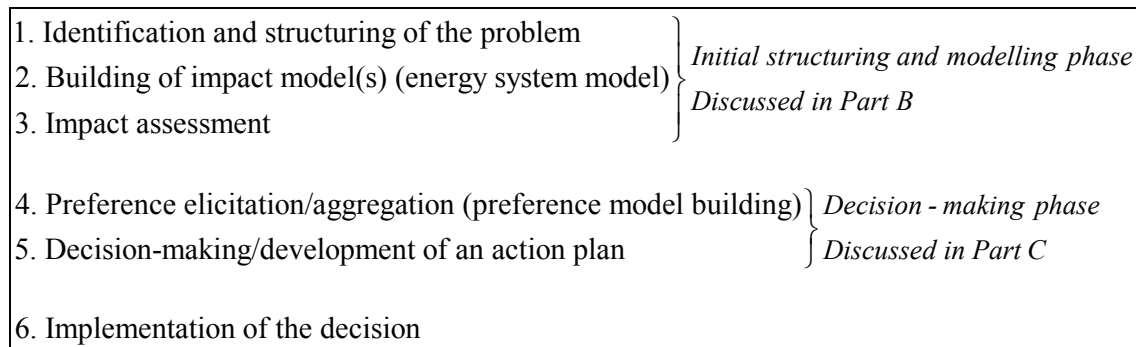 1. Identification and structuring of the problem
2. Building of impact model(s) (energy system model)
3. Impact assessment
Initial structuring and modelling phase
Discussed in Part B
4. Preference elicitation/aggregation (preference model building)
5. Decision-making/development of an action plan
Decision - making phase
Discussed in Part C
6. Implementation of the decision